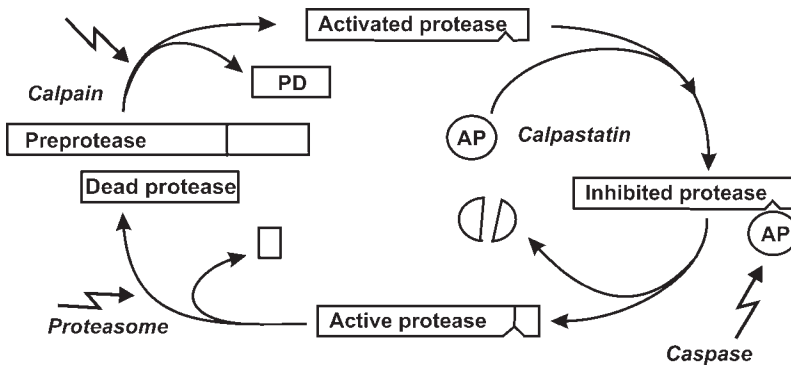 Activated protease
Calpain
PD
Preprotease
AP
Calpastatin
Dead protease
Inhibited protease
AP
Proteasome
Active protease
Caspase